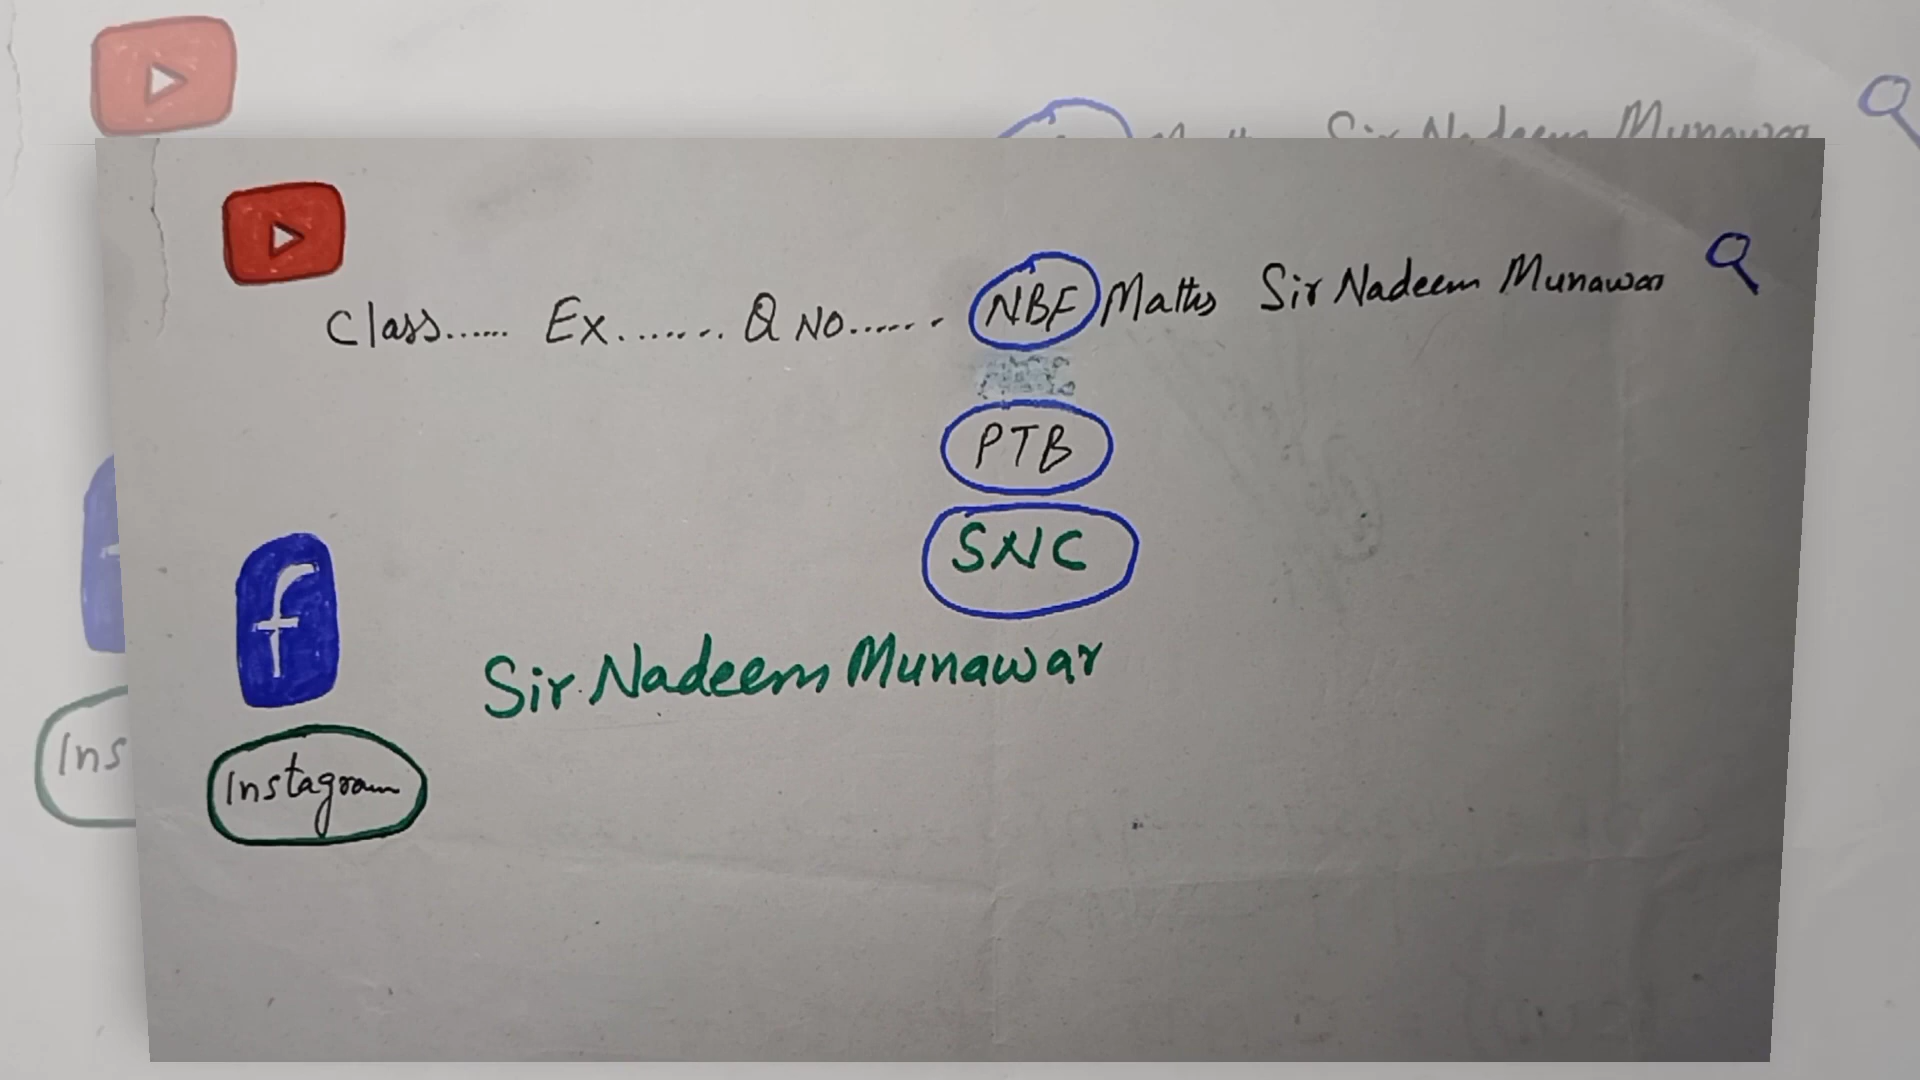 Class...... Ex........ Q No...... NBF Maths Sir Nadeem Munawar
PTB
SNC
f
Sir Nadeem Munawar
Instagram